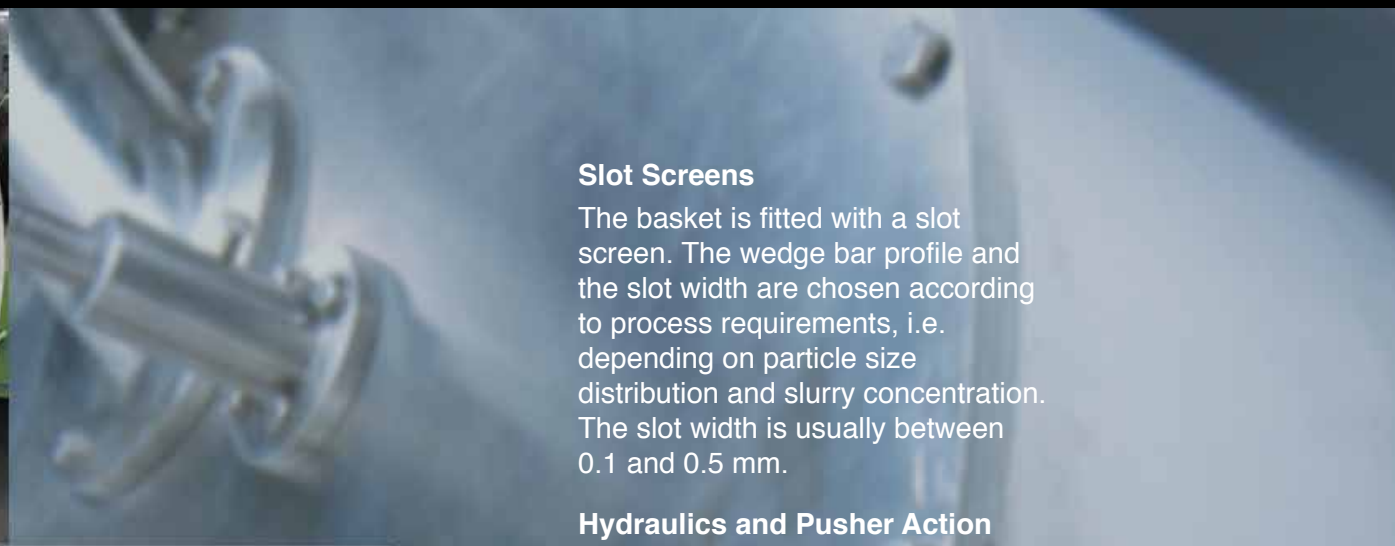 Slot Screens
The basket is fitted with a slot
screen. The wedge bar profile and
the slot width are chosen according
to process requirements, i.e.
depending on particle size
distribution and slurry concentration.
The slot width is usually between
0.1 and 0.5 mm.
Hydraulics and Pusher Action